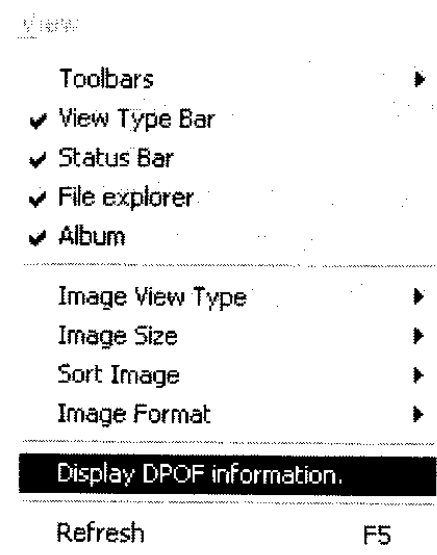 View
Toolbars
View Type Bar
Status Bar
File explorer
Album
Image View Type
Image Size
Sort Image
Image Format
Display DPOF information.
Refresh F5